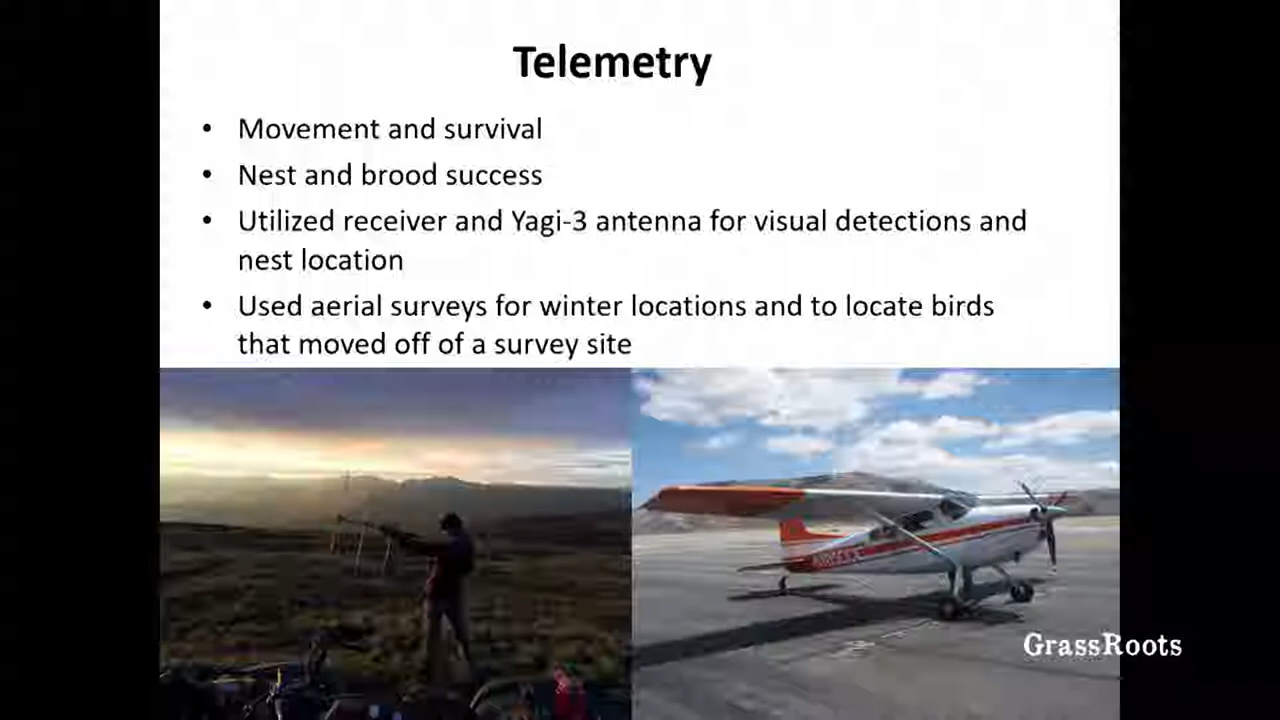 Telemetry
• Movement and survival
• Nest and brood success
• Utilized receiver and Yagi-3 antenna for visual detections and
nest location
• Used aerial surveys for winter locations and to locate birds
that moved off of a survey site
GrassRoots